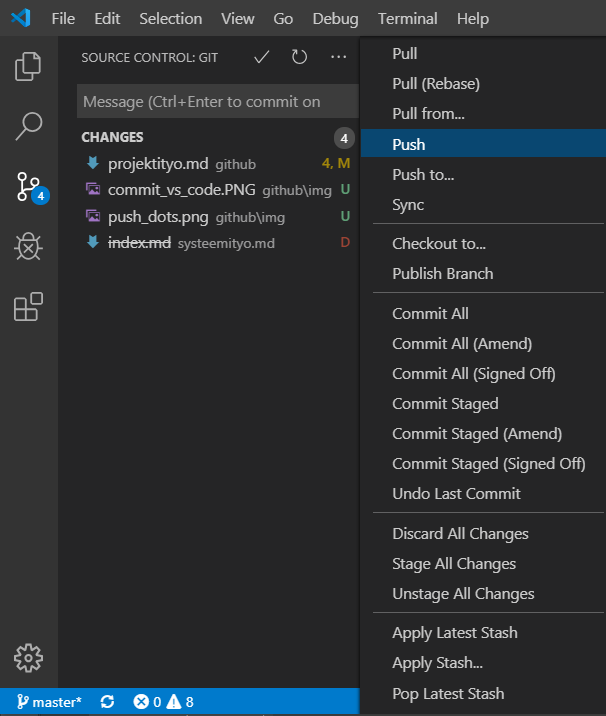 File Edit Selection View Go Debug Terminal Help
SOURCE CONTROL: GIT
Message (Ctrl+Enter to commit on
CHANGES 4
projektityo.md github 4, M
commit_vs_code.PNG github\img U
push_dots.png github\img U
index.md systeemityo.md D
4
Pull
Pull (Rebase)
Pull from...
Push
Push to...
Sync
Checkout to...
Publish Branch
Commit All
Commit All (Amend)
Commit All (Signed Off)
Commit Staged
Commit Staged (Amend)
Commit Staged (Signed Off)
Undo Last Commit
Discard All Changes
Stage All Changes
Unstage All Changes
Apply Latest Stash
Apply Stash...
Pop Latest Stash
master* 0 8